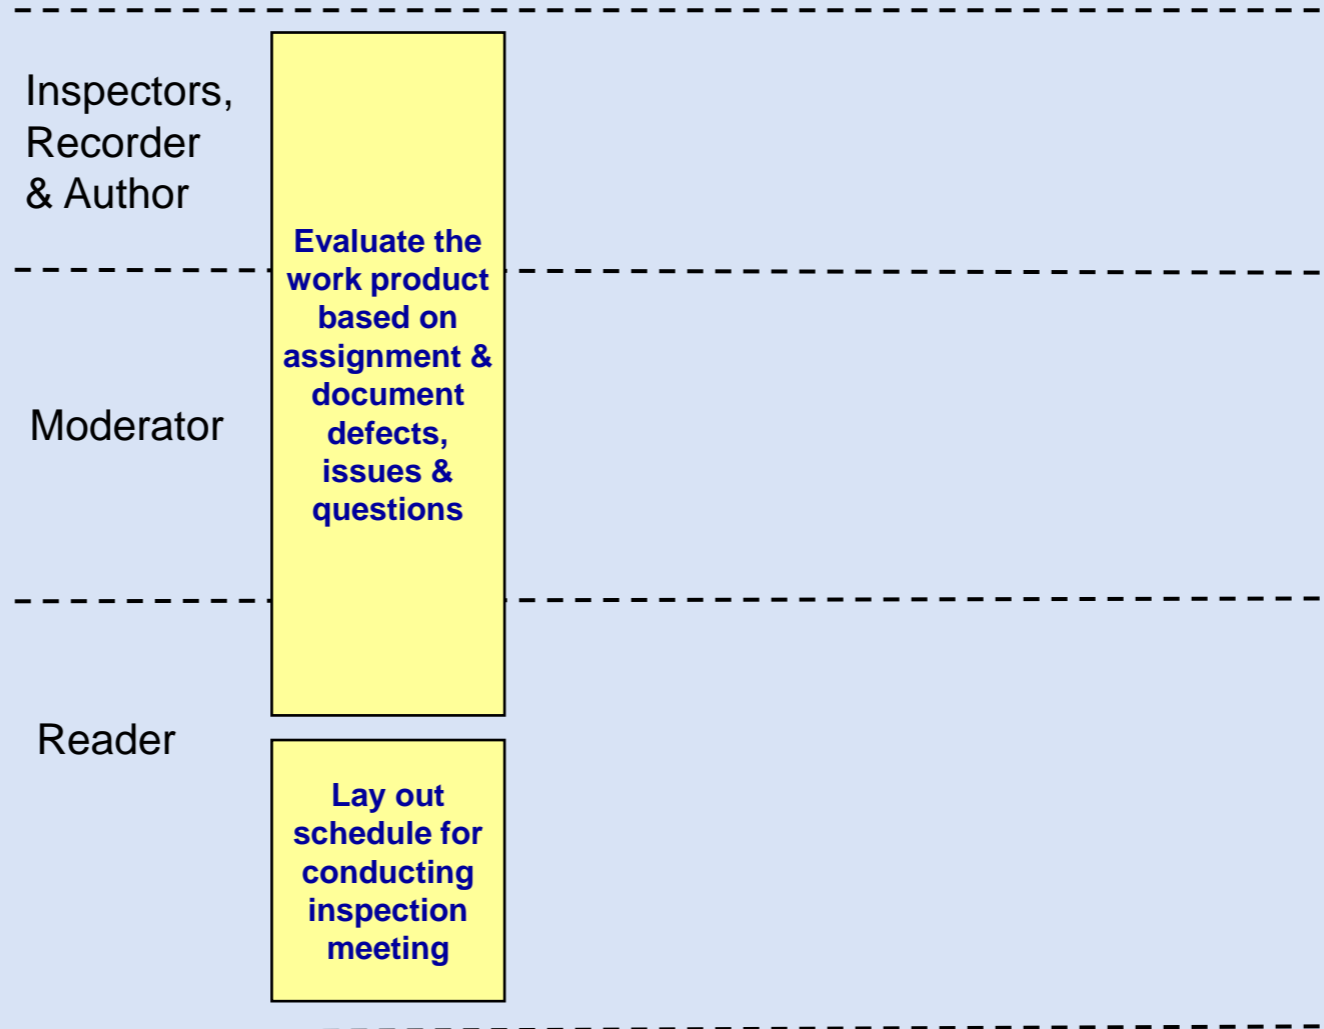 Inspectors,
Recorder
& Author
Evaluate the
work product
based on
assignment &
document
defects,
issues &
questions
Moderator
Reader
Lay out
schedule for
conducting
inspection
meeting